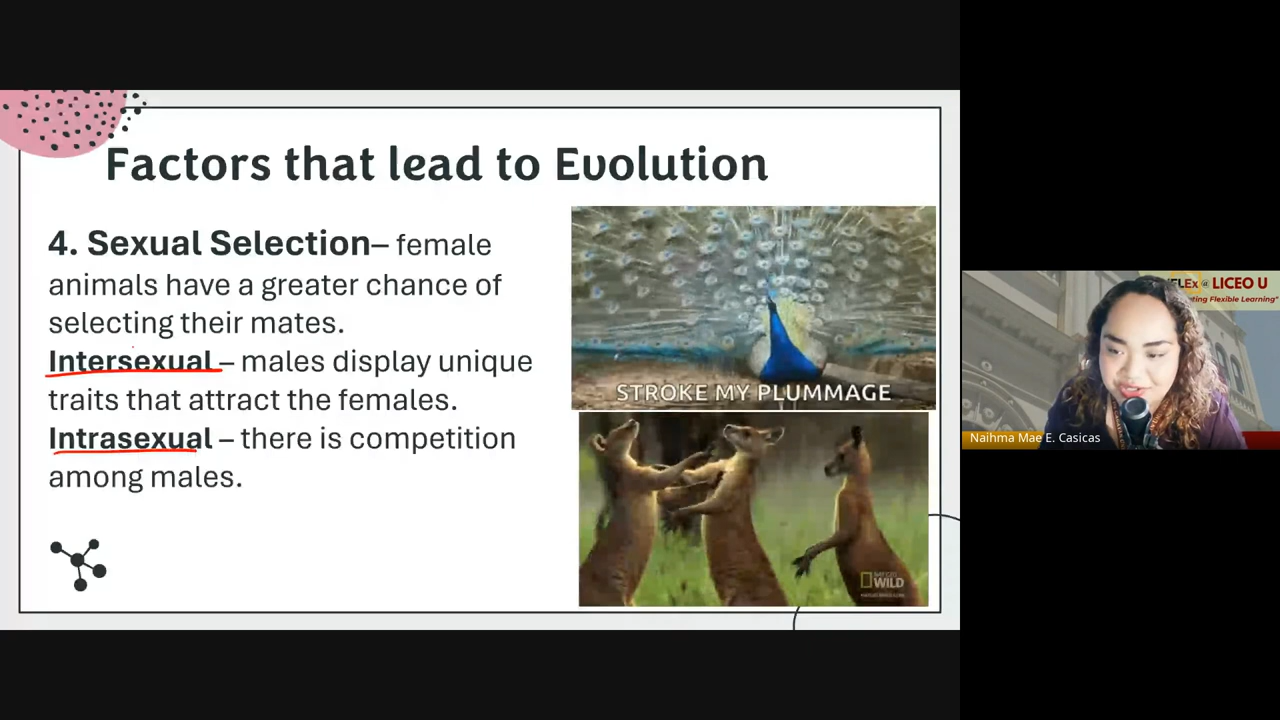 Factors that lead to Evolution
4. Sexual Selection– female
animals have a greater chance of
selecting their mates.
Intersexual – males display unique
traits that attract the females.
Intrasexual – there is competition
among males.
STROKE MY PLUMMAGE
WILD
LICEO U
Flexible Learning"
Naihma Mae E. Casicas